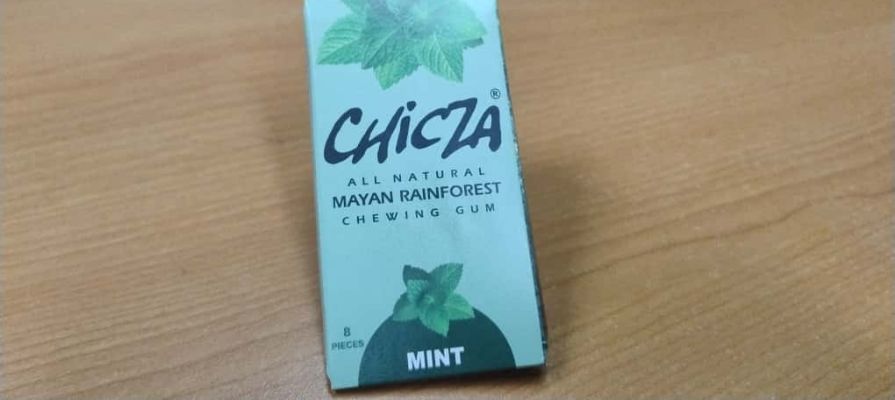 CHicZA®
ALL NATURAL
MAYAN RAINFOREST
CHEWING GUM
8
PIECES
MINT